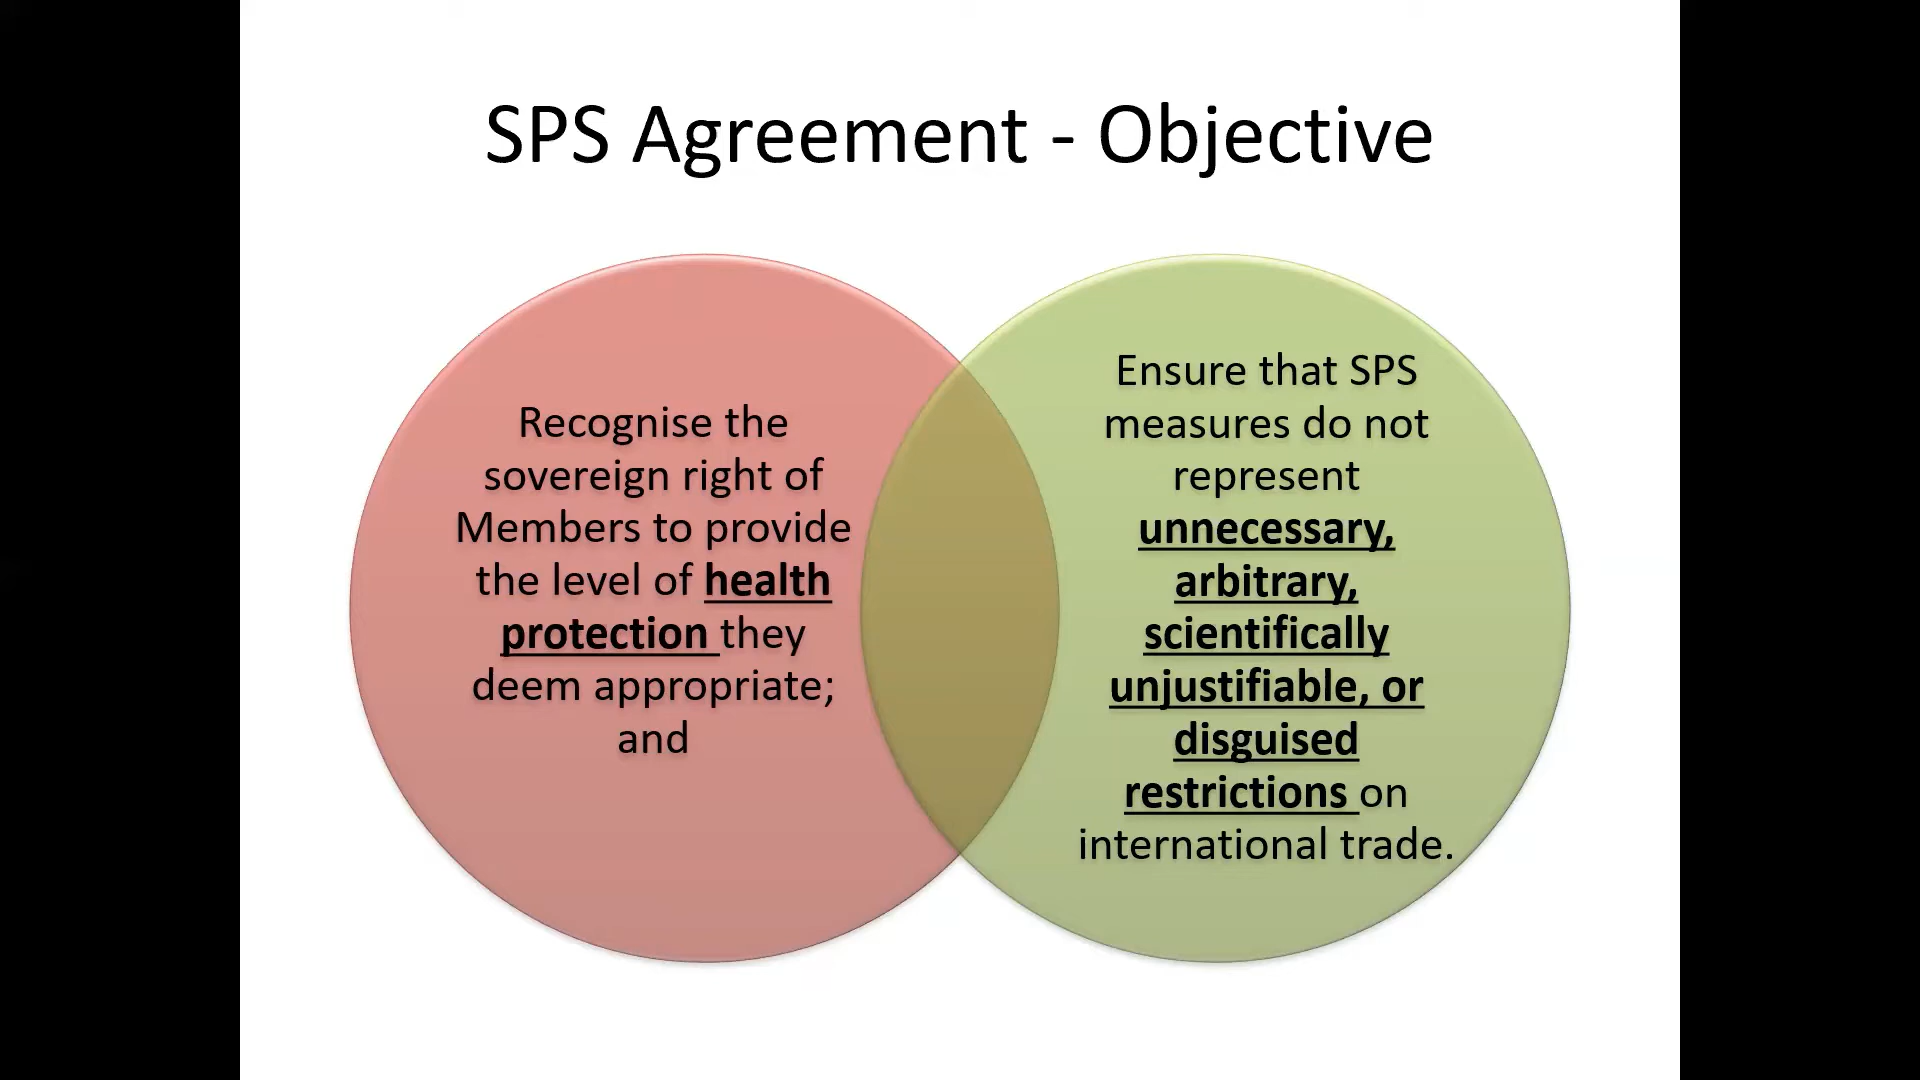 SPS Agreement - Objective
Recognise the
sovereign right of
Members to provide
the level of health
protection they
deem appropriate;
and
Ensure that SPS
measures do not
represent
unnecessary,
arbitrary,
scientifically
unjustifiable, or
disguised
restrictions on
international trade.